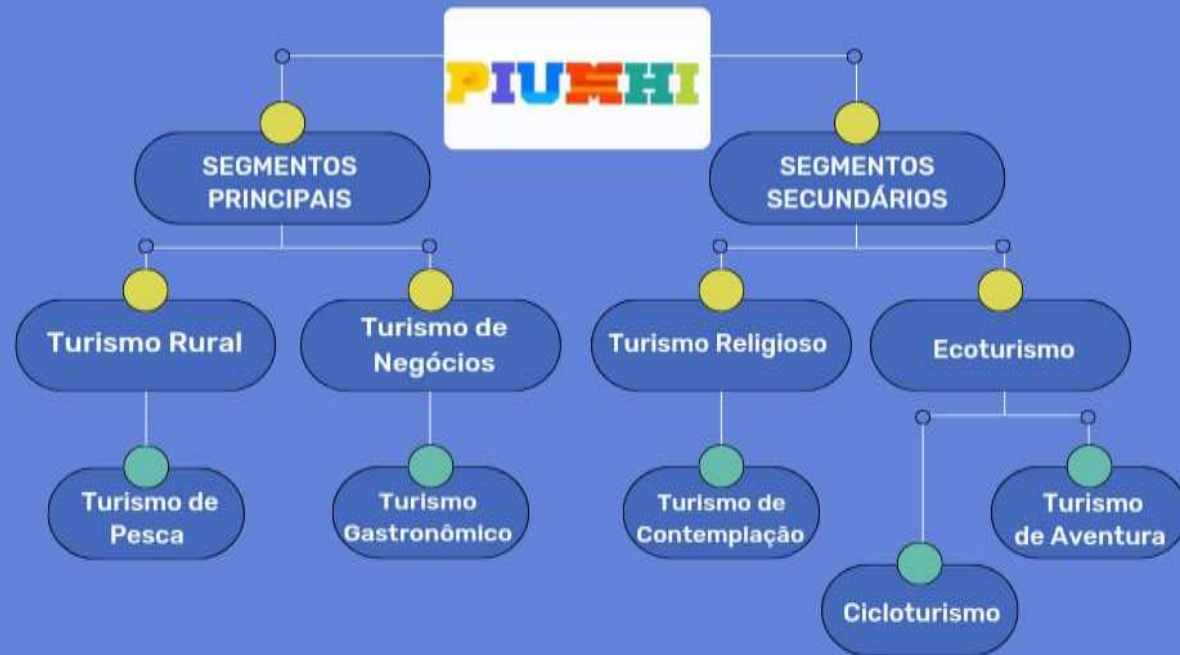 PIUMHI
SEGMENTOS
PRINCIPAIS
SEGMENTOS
SECUNDÁRIOS
Turismo Rural
Turismo de
Negócios
Turismo Religioso
Ecoturismo
Turismo de
Pesca
Turismo
Gastronômico
Turismo de
Contemplação
Turismo
de Aventura
Cicloturismo